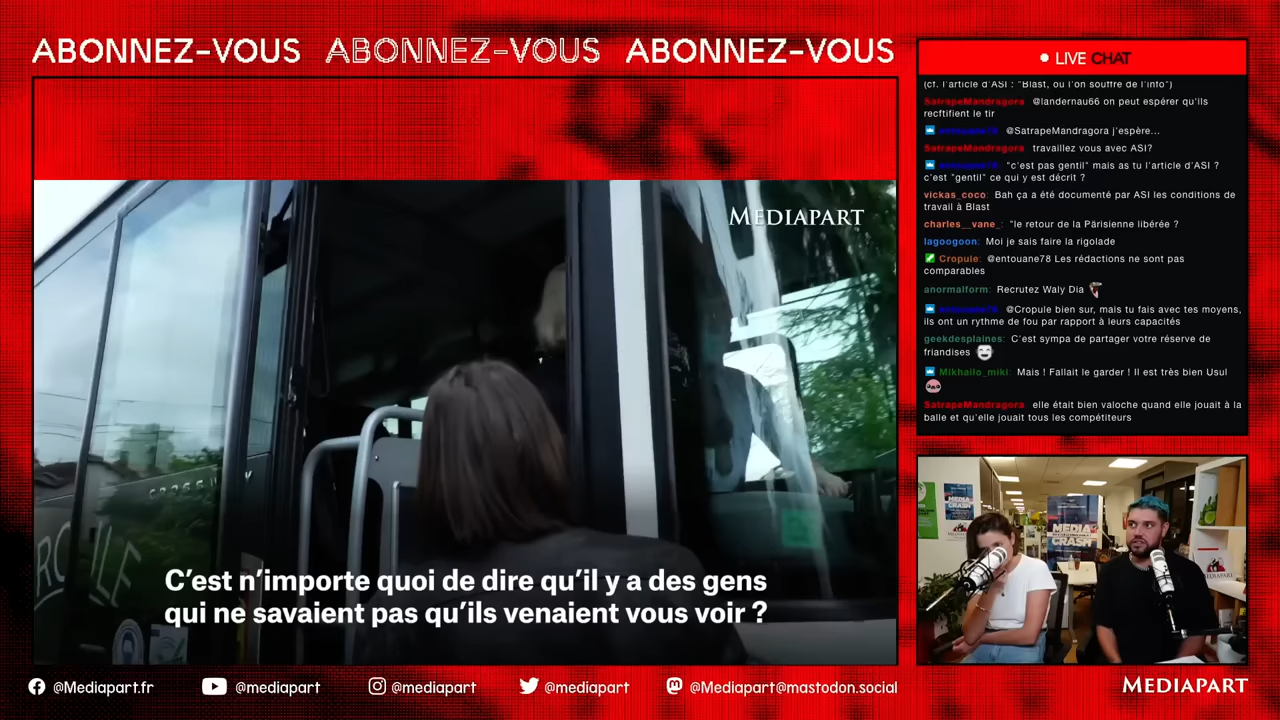 ABONNEZ-VOUS ABONNEZ-VOUS ABONNEZ-VOUS
LIVE CHAT
(cf. l'article d'ASI : "Blast, où l'on souffre de l'info")
SatrapeMandragora @landernau66 on peut espérer qu'ils
recftifient le tir
entouane78 @SatrapeMandragora j'espère...
SatrapeMandragora travaillez vous avec ASI?
entouane78 "c'est pas gentil" mais as tu l'article d'ASI ?
c'est "gentil" ce qui y est décrit ?
vickas_coco: Bah ça a été documenté par ASI les conditions de
travail à Blast
charles__vane_: "le retour de la Pärisienne libérée ?
lagoogoon: Moi je sais faire la rigolade
Cropule: @entouane78 Les rédactions ne sont pas
comparables
anormalform: Recrutez Waly Dia
entouane78 @Cropule bien sur, mais tu fais avec tes moyens,
ils ont un rythme de fou par rapport à leurs capacités
geekdesplaines: C'est sympa de partager votre réserve de
friandises
Mikhailo_miki: Mais ! Fallait le garder ! Il est très bien Usul
SatrapeMandragora elle était bien valoche quand elle jouait à la
balle et qu'elle jouait tous les compétiteurs
MEDIAPART
C'est n'importe quoi de dire qu'il y a des gens
qui ne savaient pas qu'ils venaient vous voir ?
MEDIA
CRASH
@Mediapart.fr @mediapart @mediapart @mediapart @Mediapart@mastodon.social
MEDIAPART